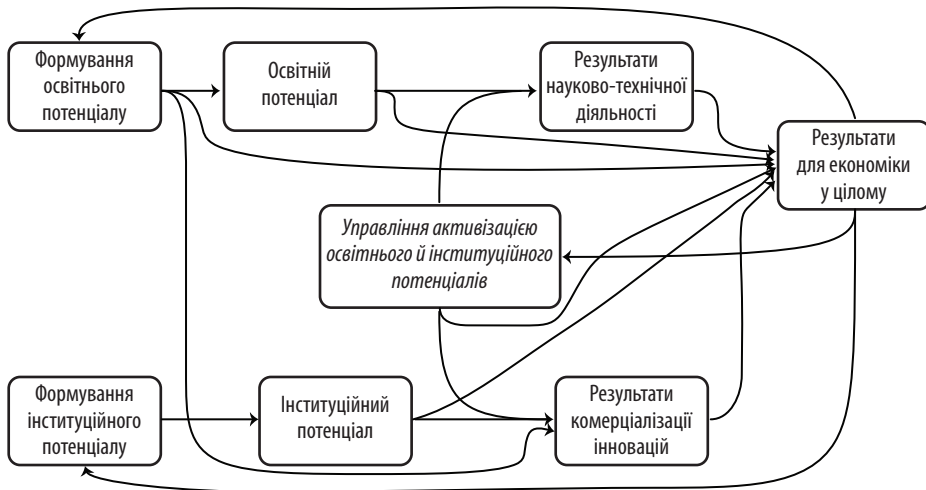 Формування
освітнього
потенціалу
Освітній
потенціал
Результати
науково-технічної
діяльності
Результати
для економіки
у цілому
Управління активізацією
освітнього й інституційного
потенціалів
Формування
інституційного
потенціалу
Інституційний
потенціал
Результати
комерціалізації
інновацій